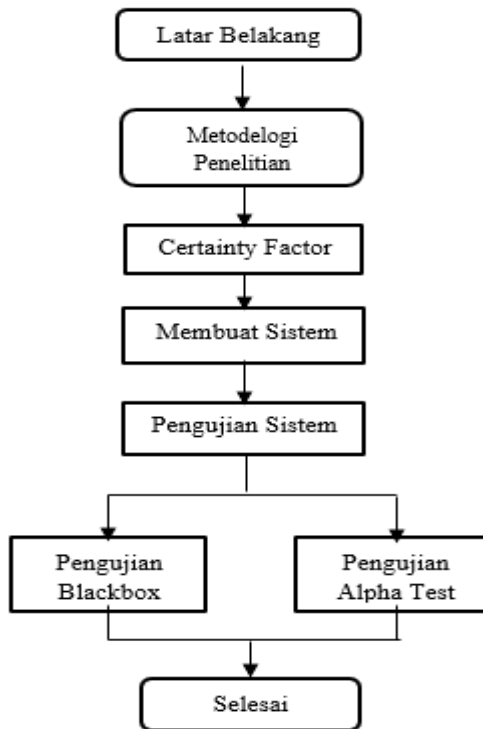 Latar Belakang
Metodelogi
Penelitian
Certainty Factor
Membuat Sistem
Pengujian Sistem
Pengujian
Blackbox
Pengujian
Alpha Test
Selesai